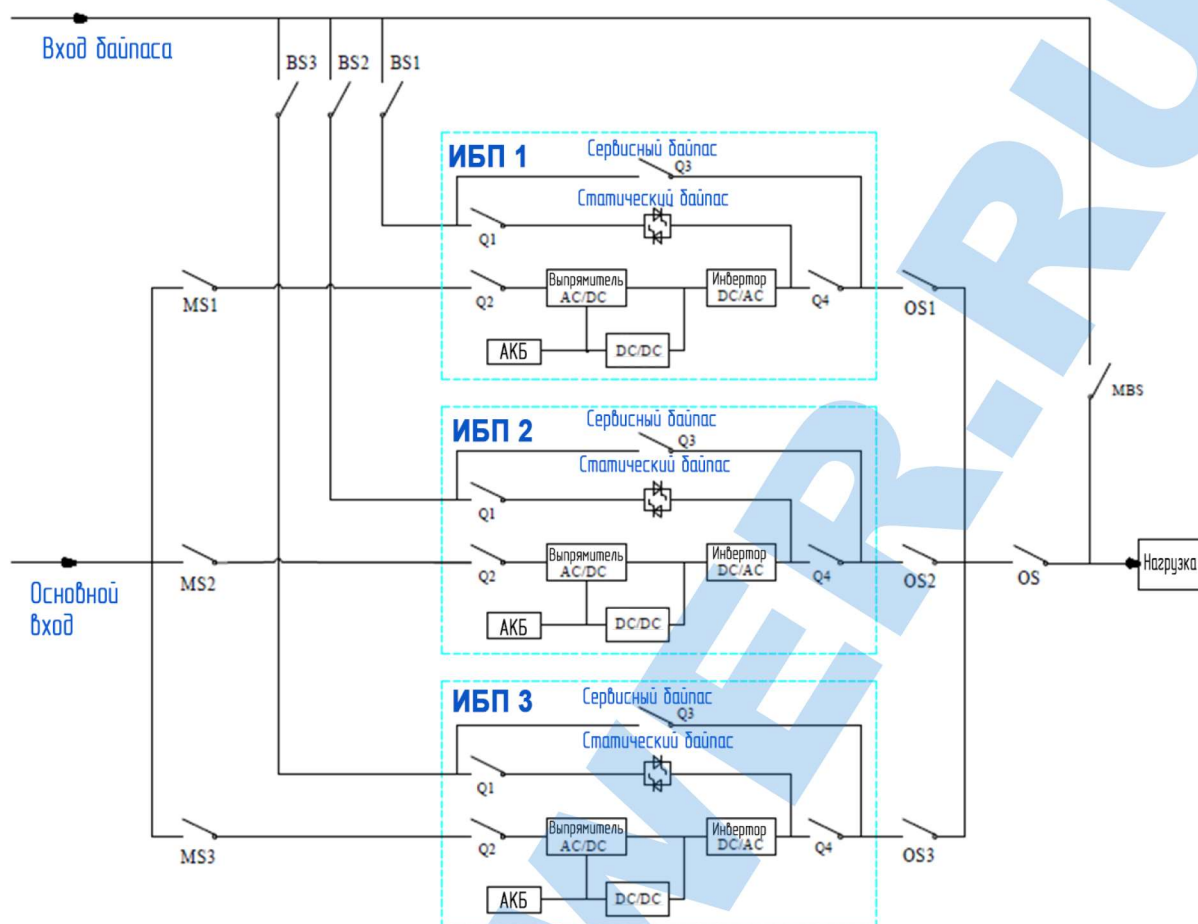 Вход байпаса
BS3
BS2
BS1
ИБП 1
Сервисный байпас
Q3
Статический байпас
Q1
MS1
Q2
Выпрямитель
AC/DC
Инвертор
DC/AC
Q4
OS1
АКБ
DC/DC
MBS
ИБП 2
Сервисный байпас
Q3
Статический байпас
Q1
Основной
вход
MS2
Q2
Выпрямитель
AC/DC
Инвертор
DC/AC
Q4
OS2
OS
Нагрузка
АКБ
DC/DC
ИБП 3
Сервисный байпас
Q3
Статический байпас
Q1
MS3
Q2
Выпрямитель
AC/DC
Инвертор
DC/AC
Q4
OS3
АКБ
DC/DC
WER.RU